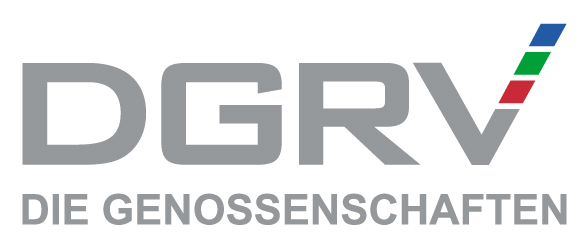 DGRV
DIE GENOSSENSCHAFTEN